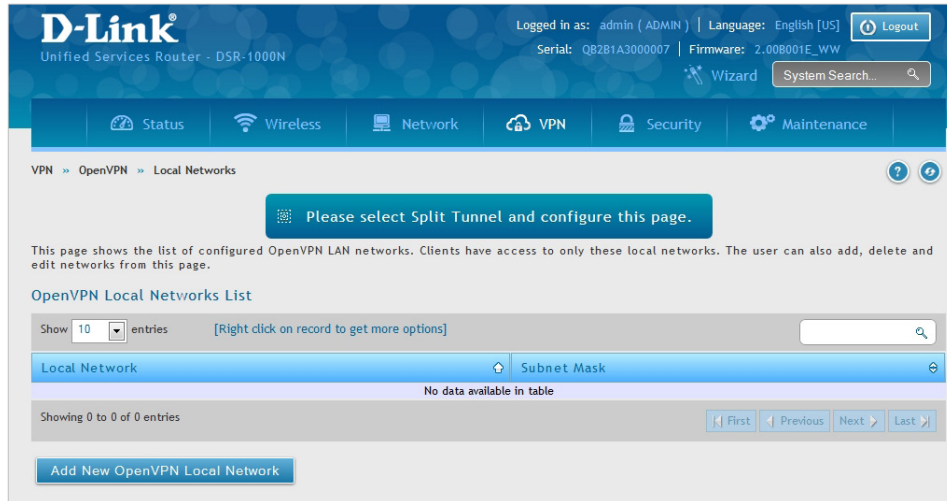 D-Link®
Unified Services Router - DSR-1000N
Logged in as: admin ( ADMIN ) | Language: English [US]
Logout
Serial: QB2B1A3000007 | Firmware: 2.00B001E_WW
Wizard
System Search...
Status
Wireless
Network
VPN
Security
Maintenance
VPN » OpenVPN » Local Networks
?
Please select Split Tunnel and configure this page.
This page shows the list of configured OpenVPN LAN networks. Clients have access to only these local networks. The user can also add, delete and
edit networks from this page.
OpenVPN Local Networks List
Show 10 entries [Right click on record to get more options]
Local Network
Subnet Mask
No data available in table
Showing 0 to 0 of 0 entries
First
Previous
Next
Last
Add New OpenVPN Local Network